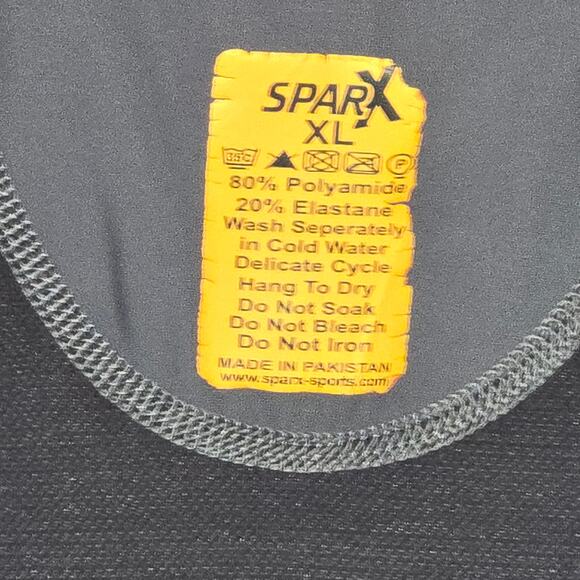 SPARX
XL
35°C P
80% Polyamide
20% Elastane
Wash Seperately
in Cold Water
Delicate Cycle
Hang To Dry
Do Not Soak
Do Not Bleach
Do Not Iron
MADE IN PAKISTAN
www.sparx-sports.com